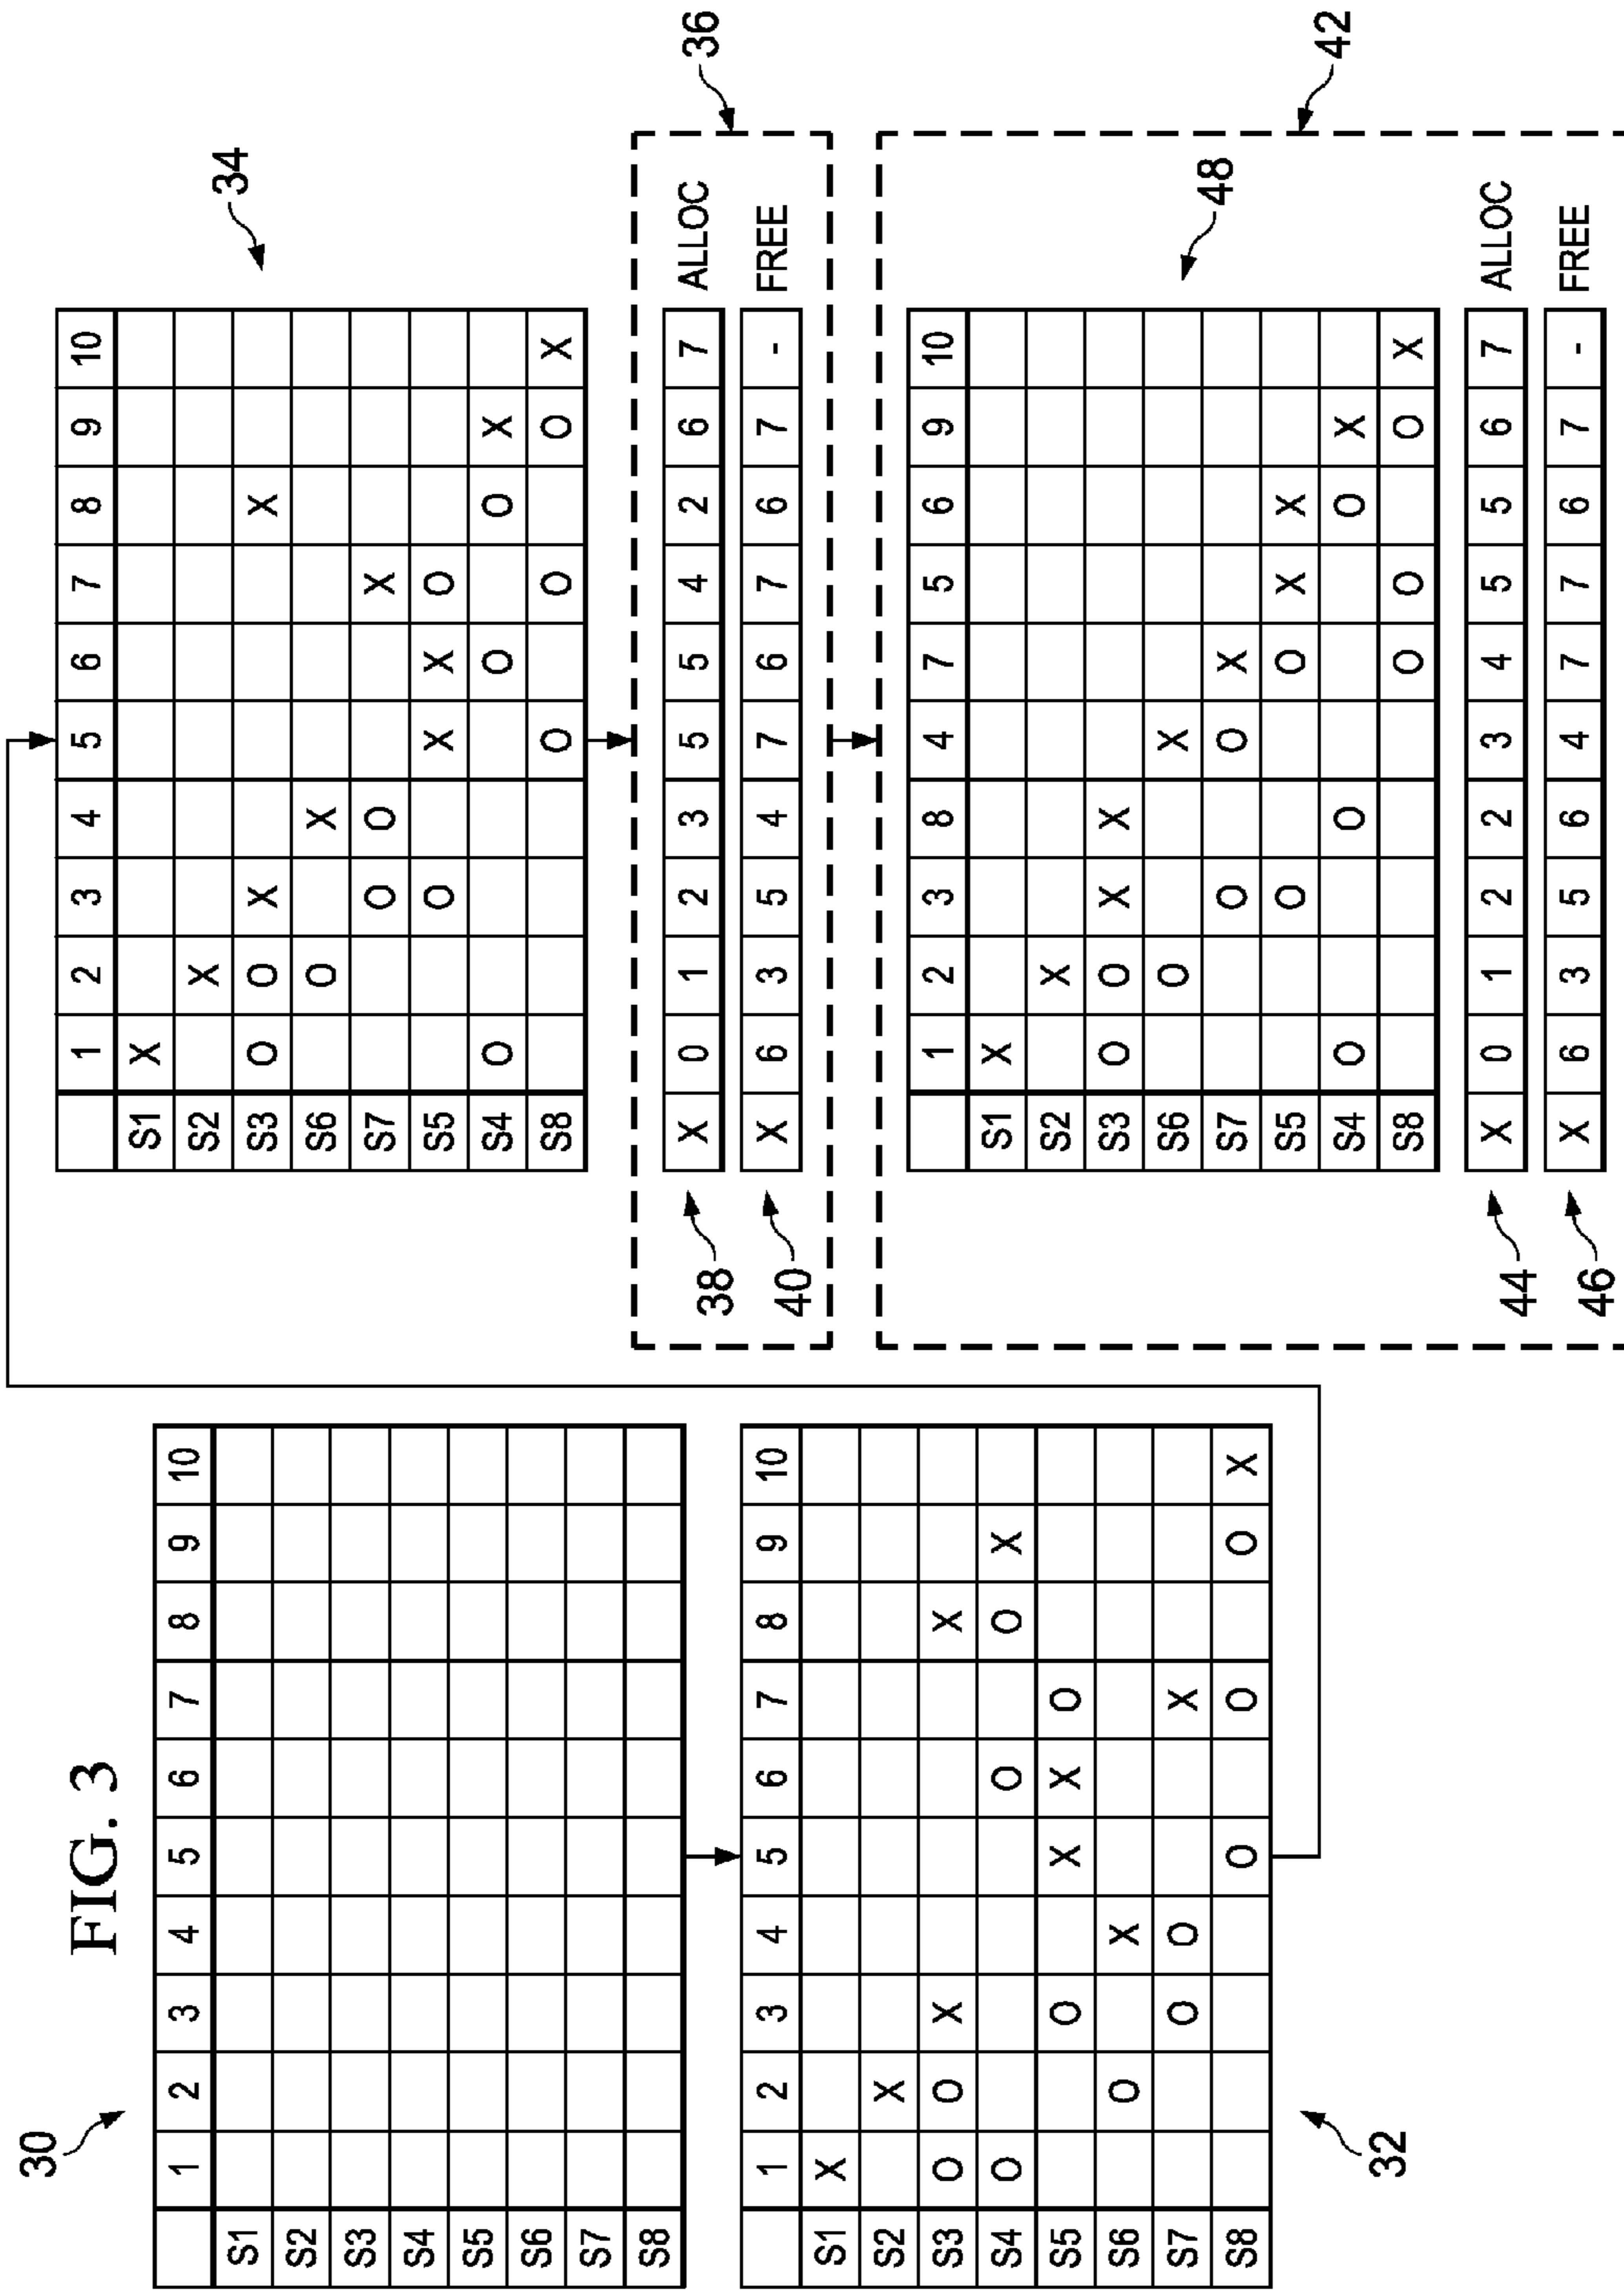 FIG. 3
30
1 2 3 4 5 6 7 8 9 10
S1
S2
S3
S4
S5
S6
S7
S8
1 2 3 4 5 6 7 8 9 10
S1 X
S2 X
S3 O O X X
S4 O O O X
S5 O X X O
S6 O X
S7 O O X
S8 O O O X
32
34
1 2 3 4 5 6 7 8 9 10
S1 X
S2 X
S3 O O X X
S6 O X
S7 O O X
S5 O X X O
S4 O O O X
S8 O O O X
36
38 X 0 1 2 3 5 5 4 2 6 7 ALLOC
40 X 6 3 5 4 7 6 7 6 7 - FREE
42
48
1 2 3 8 4 7 5 6 9 10
S1 X
S2 X
S3 O O X X
S6 O X
S7 O O X
S5 O O X X
S4 O O O X
S8 O O O X
44 X 0 1 2 2 3 4 5 5 6 7 ALLOC
46 X 6 3 5 6 4 7 7 6 7 - FREE